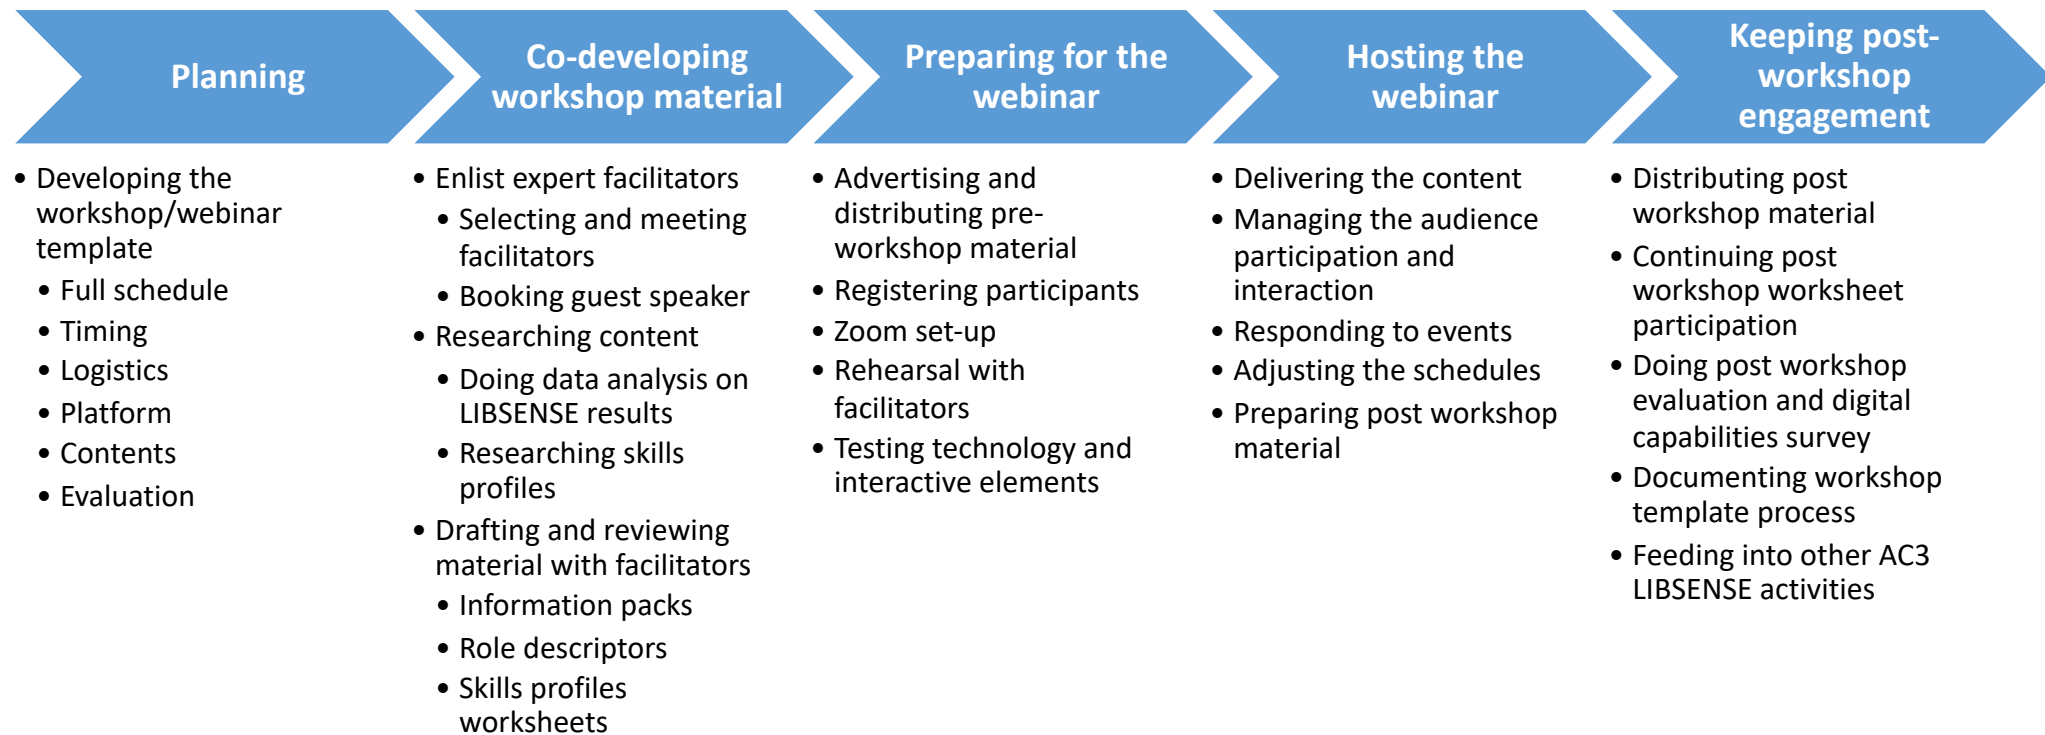 Planning
• Developing the
workshop/webinar
template
• Full schedule
• Timing
• Logistics
• Platform
• Contents
• Evaluation
Co-developing
workshop material
• Enlist expert facilitators
• Selecting and meeting
facilitators
• Booking guest speaker
• Researching content
• Doing data analysis on
LIBSENSE results
• Researching skills
profiles
• Drafting and reviewing
material with facilitators
• Information packs
• Role descriptors
• Skills profiles
worksheets
Preparing for the
webinar
• Advertising and
distributing pre-
workshop material
• Registering participants
• Zoom set-up
• Rehearsal with
facilitators
• Testing technology and
interactive elements
Hosting the
webinar
• Delivering the content
• Managing the audience
participation and
interaction
• Responding to events
• Adjusting the schedules
• Preparing post workshop
material
Keeping post-
workshop
engagement
• Distributing post
workshop material
• Continuing post
workshop worksheet
participation
• Doing post workshop
evaluation and digital
capabilities survey
• Documenting workshop
template process
• Feeding into other AC3
LIBSENSE activities